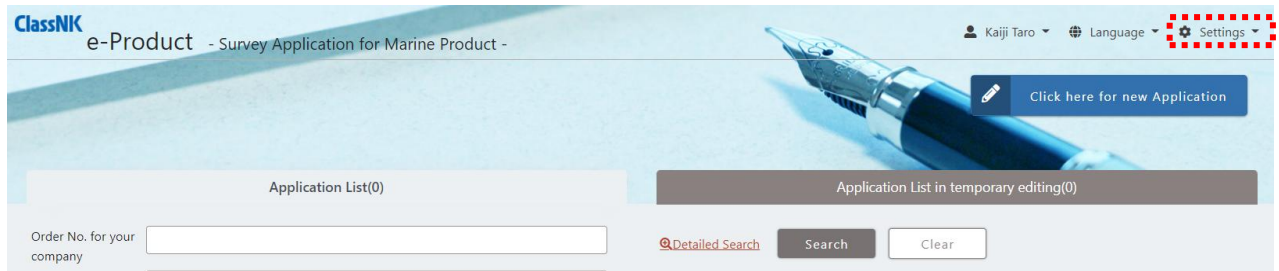 ClassNK
e-Product - Survey Application for Marine Product -
Kaiji Taro Language Settings
Click here for new Application
Application List(0) Application List in temporary editing(0)
Order No. for your
company
Detailed Search Search Clear